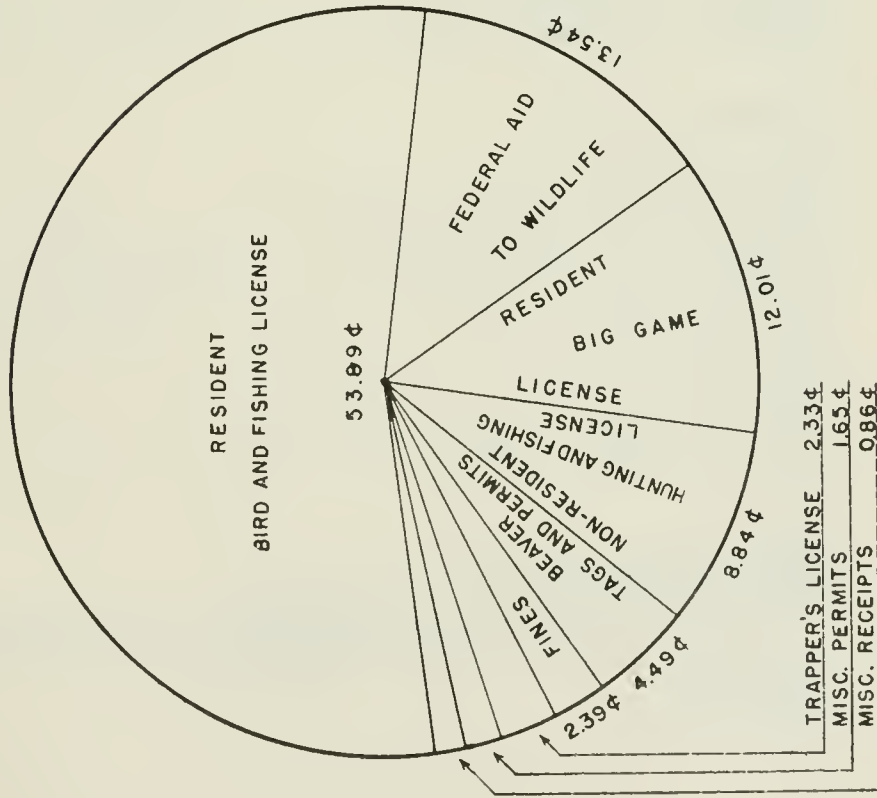 RESIDENT
BIRD AND FISHING LICENSE
53.89¢
FEDERAL AID
TO WILDLIFE
13.54¢
RESIDENT
BIG GAME
LICENSE
12.01¢
NON-RESIDENT
HUNTING AND FISHING
LICENSE
8.84¢
BEAVER
TAGS AND PERMITS
4.49¢
FINES
2.39¢
TRAPPER'S LICENSE 2.33¢
MISC. PERMITS 1.65¢
MISC. RECEIPTS 0.86¢